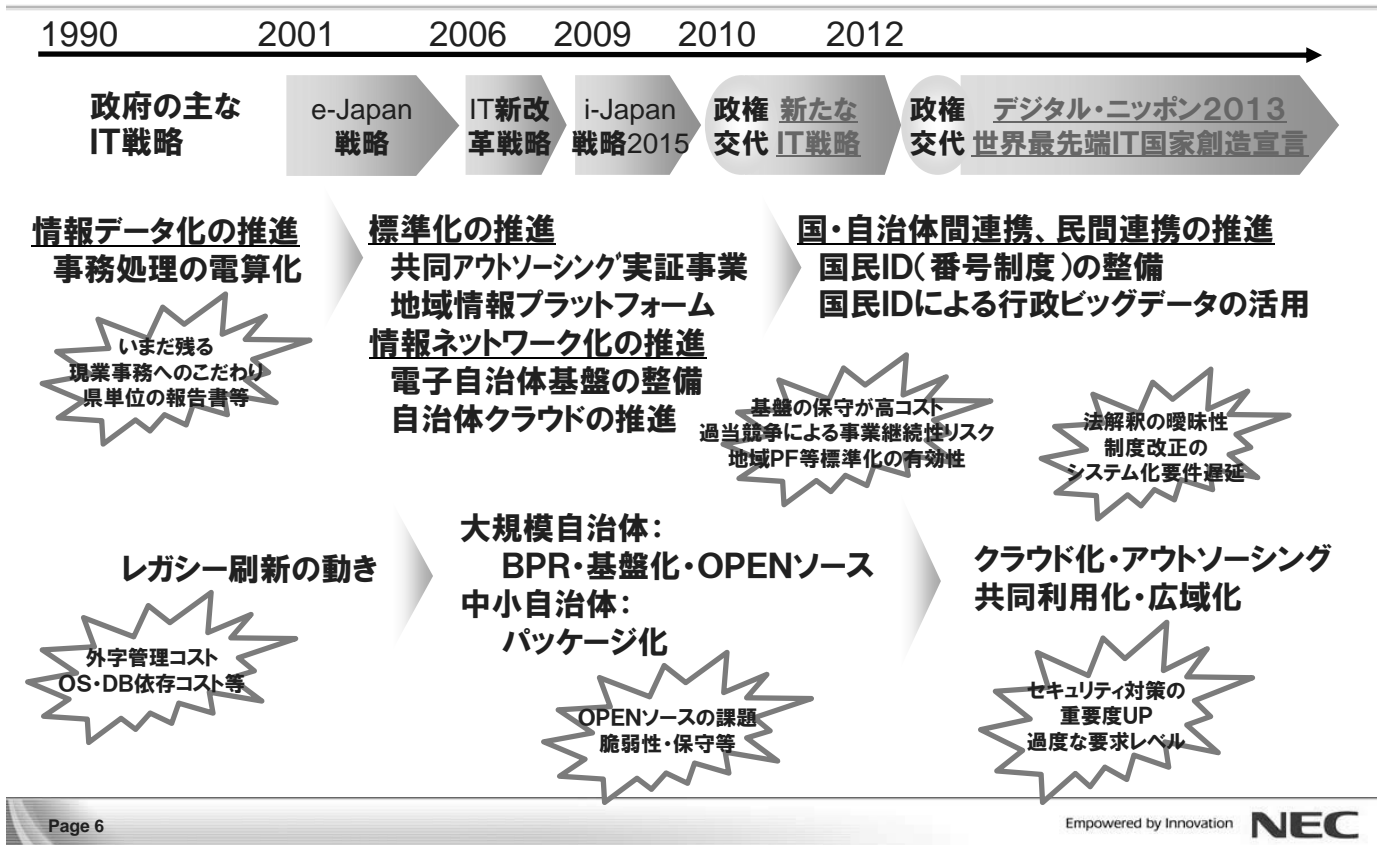 1990 2001 2006 2009 2010 2012
政府の主な
IT戦略
e-Japan
戦略
IT新改
革戦略
i-Japan
戦略2015
政権
交代
新たな
IT戦略
政権
交代
デジタル・ニッポン2013
世界最先端IT国家創造宣言
情報データ化の推進
事務処理の電算化
いまだ残る
現業事務へのこだわり
県単位の報告書等
標準化の推進
共同アウトソーシング実証事業
地域情報プラットフォーム
情報ネットワーク化の推進
電子自治体基盤の整備
自治体クラウドの推進
国・自治体間連携、民間連携の推進
国民ID(番号制度)の整備
国民IDによる行政ビッグデータの活用
基盤の保守が高コスト
過当競争による事業継続性リスク
地域PF等標準化の有効性
法解釈の曖昧性
制度改正の
システム化要件遅延
レガシー刷新の動き
外字管理コスト
OS・DB依存コスト等
大規模自治体:
BPR・基盤化・OPENソース
中小自治体:
パッケージ化
OPENソースの課題
脆弱性・保守等
クラウド化・アウトソーシング
共同利用化・広域化
セキュリティ対策の
重要度UP
過度な要求レベル
Page 6
Empowered by Innovation NEC